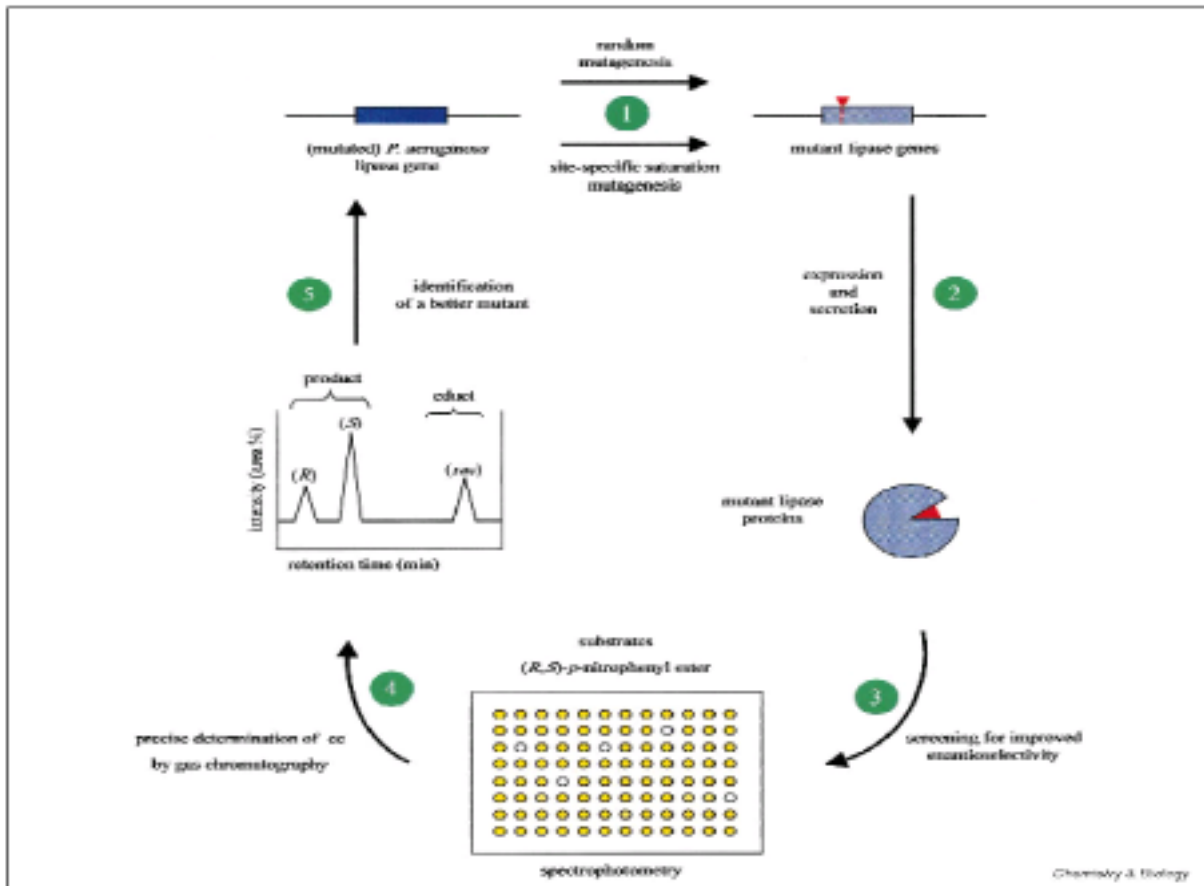 random
mutagenesis
1
(mutated) P. aeruginosa
lipase gene
mutant lipase genes
site-specific saturation
mutagenesis
5
identification
of a better mutant
expression
and
secretion
2
product
educt
(S)
(R)
(rac)
intensity (area %)
retention time (min)
mutant lipase
proteins
substrates
(R,S)-p-nitrophenyl ester
4
3
precise determination of ee
by gas chromatography
screening for improved
enantioselectivity
spectrophotometry
Chemistry & Biology